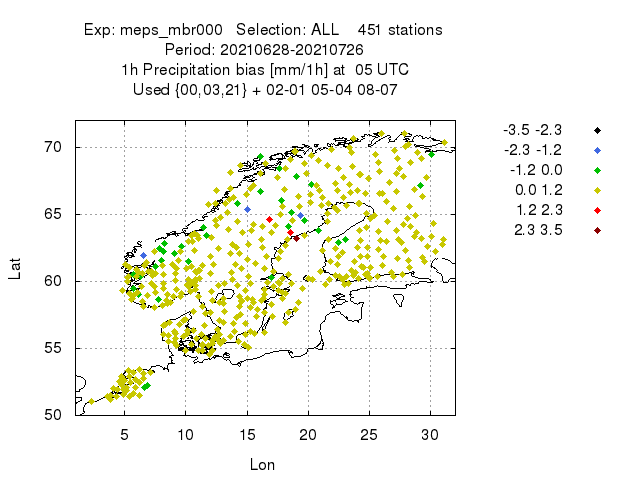 Exp: meps_mbr000   Selection: ALL    451 stations
Period: 20210628-20210726
1h Precipitation bias [mm/1h] at  05 UTC
Used {00,03,21} + 02-01 05-04 08-07
-3.5 -2.3
-2.3 -1.2
-1.2 0.0
0.0 1.2
1.2 2.3
2.3 3.5
70
65
60
55
50
Lat
5 10 15 20 25 30
Lon